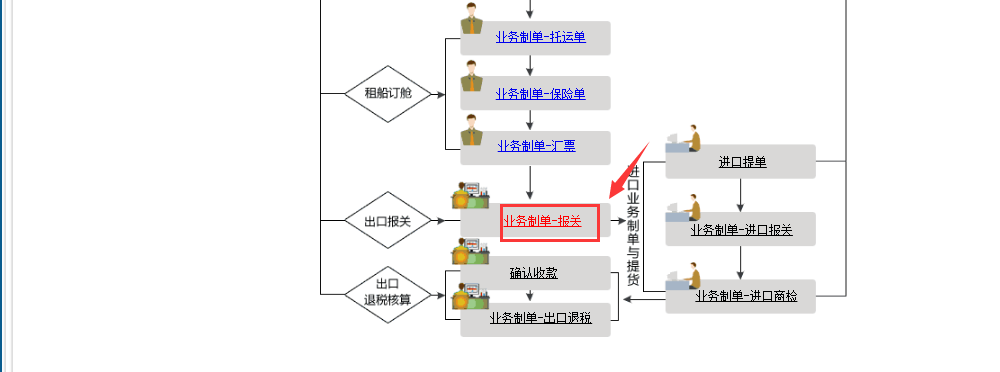 业务制单-托运单
租船订舱
业务制单-保险单
业务制单-汇票
进口提单
进口业务制单与提货
出口报关
业务制单-报关
业务制单-进口报关
确认收款
出口
退税核算
业务制单-进口商检
业务制单-出口退税